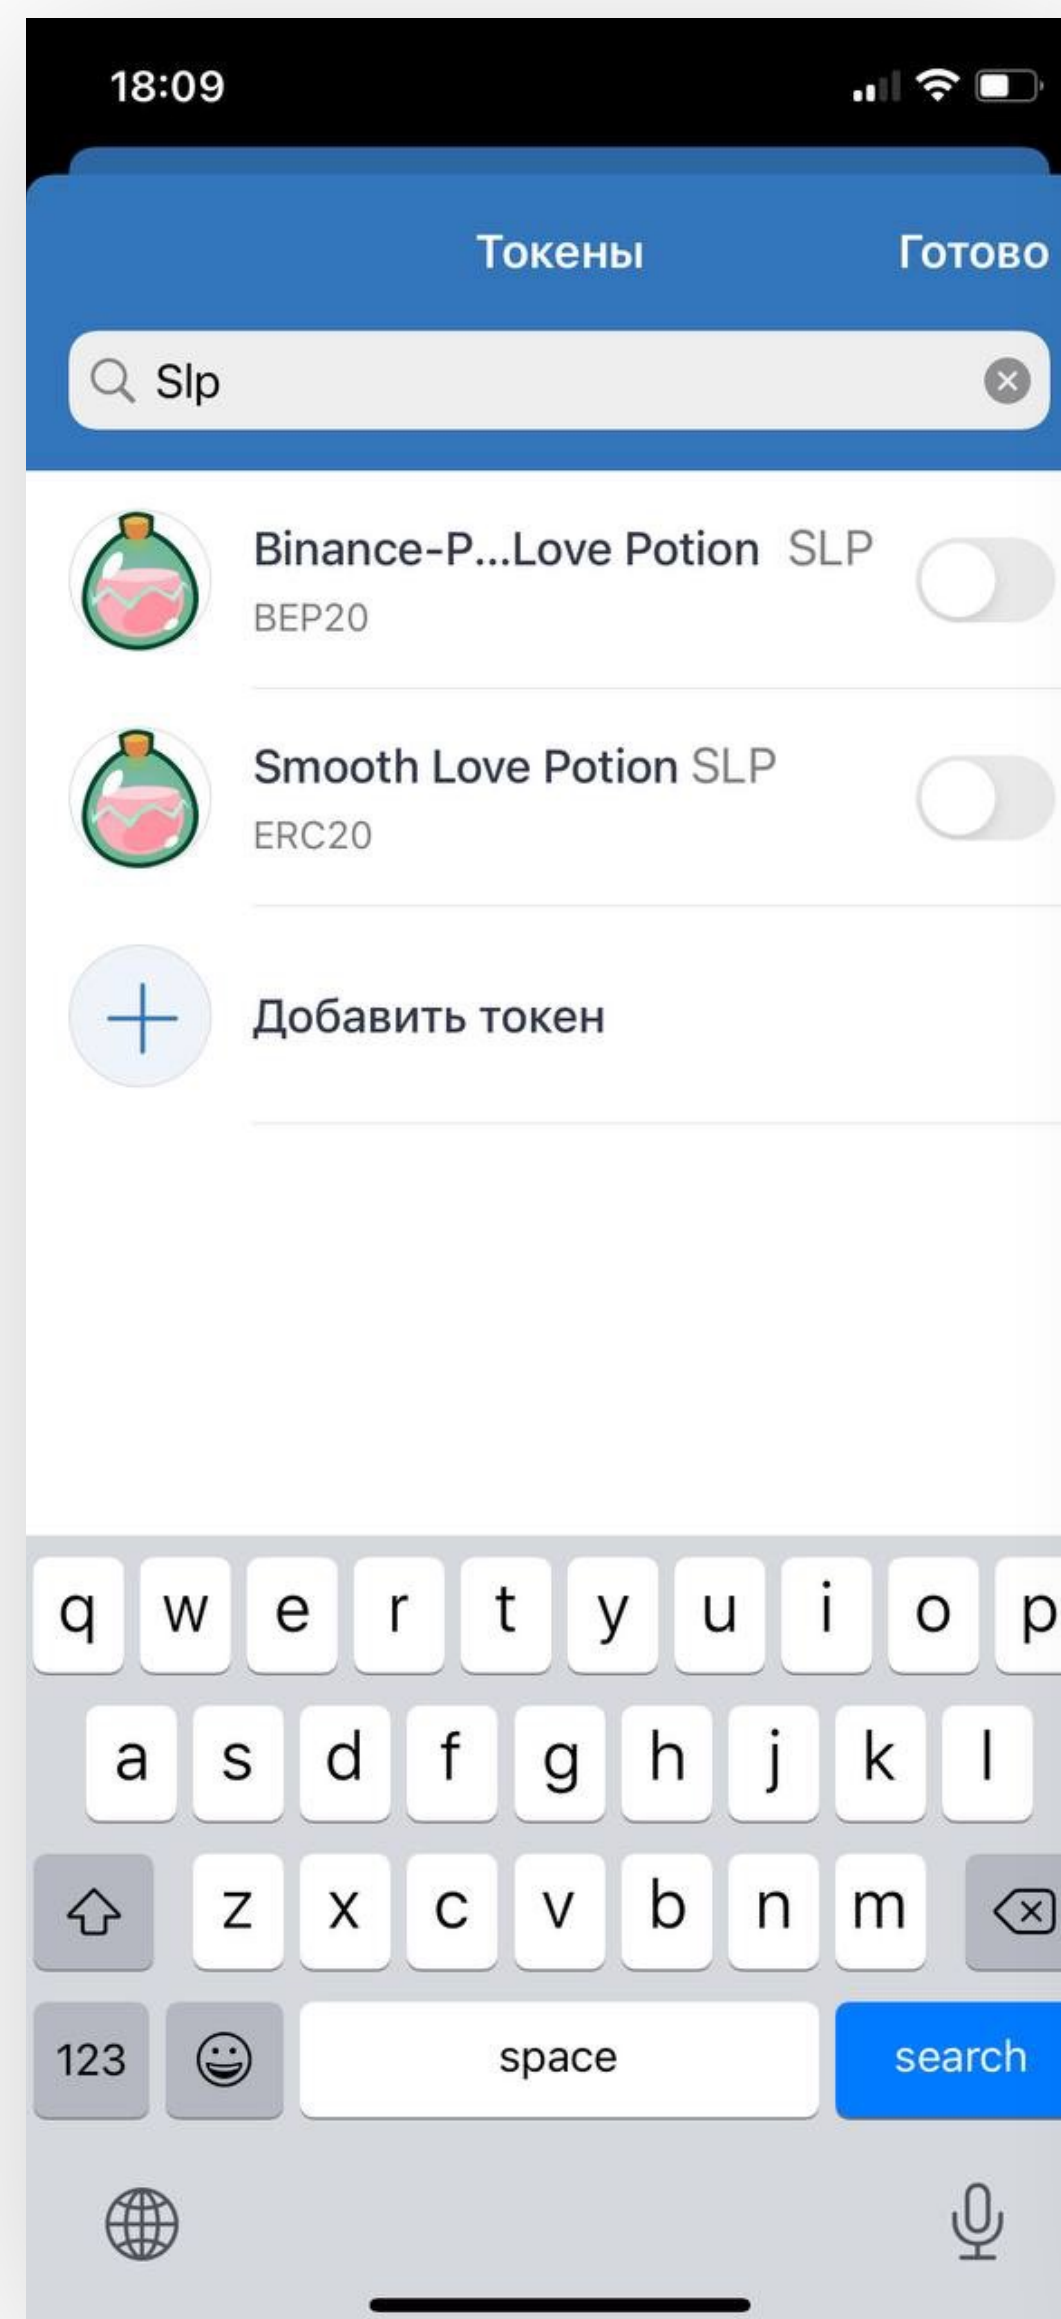 18:09
Токены Готово
Slp
Binance-P...Love Potion SLP
BEP20
Smooth Love Potion SLP
ERC20
Добавить токен
q w e r t y u i o p
a s d f g h j k l
z x c v b n m
123 space search